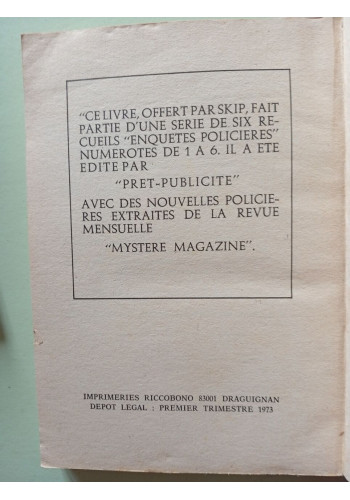 "CE LIVRE, OFFERT PAR SKIP, FAIT
PARTIE D'UNE SERIE DE SIX RE-
CUEILS "ENQUETES POLICIERES"
NUMEROTES DE 1 A 6. IL A ETE
EDITE PAR
"PRET-PUBLICITE"
AVEC DES NOUVELLES POLICIE-
RES EXTRAITES DE LA REVUE
MENSUELLE
"MYSTERE MAGAZINE".
IMPRIMERIES RICCOBONO 83001 DRAGUIGNAN
DEPOT LEGAL : PREMIER TRIMESTRE 1973